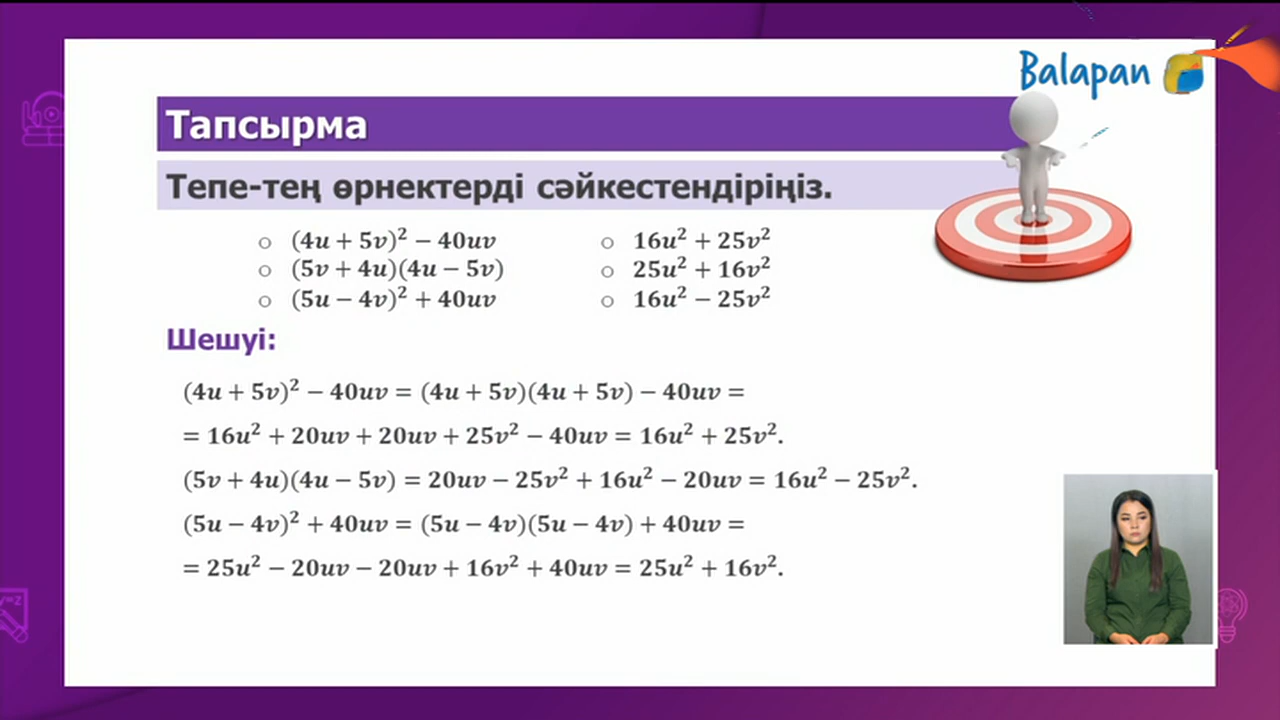 Balapan
Тапсырма
Тепе-тең өрнектерді сәйкестендіріңіз.
○ (4u + 5v)² − 40uv ○ 16u² + 25v²
○ (5v + 4u)(4u − 5v) ○ 25u² + 16v²
○ (5u − 4v)² + 40uv ○ 16u² − 25v²
Шешуі:
(4u + 5v)² − 40uv = (4u + 5v)(4u + 5v) − 40uv =
= 16u² + 20uv + 20uv + 25v² − 40uv = 16u² + 25v².
(5v + 4u)(4u − 5v) = 20uv − 25v² + 16u² − 20uv = 16u² − 25v².
(5u − 4v)² + 40uv = (5u − 4v)(5u − 4v) + 40uv =
= 25u² − 20uv − 20uv + 16v² + 40uv = 25u² + 16v².